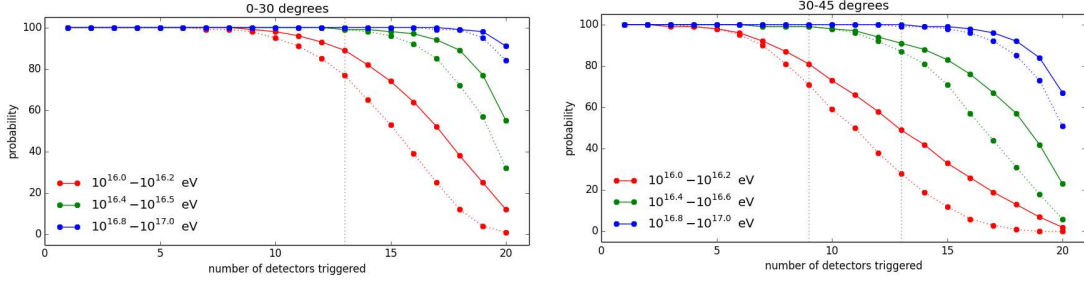 0-30 degrees
100
80
60
40
20
0
probability
10^16.0 −10^16.2 eV
10^16.4 −10^16.5 eV
10^16.8 −10^17.0 eV
0 5 10 15 20
number of detectors triggered
30-45 degrees
100
80
60
40
20
0
probability
10^16.0 −10^16.2 eV
10^16.4 −10^16.6 eV
10^16.8 −10^17.0 eV
0 5 10 15 20
number of detectors triggered